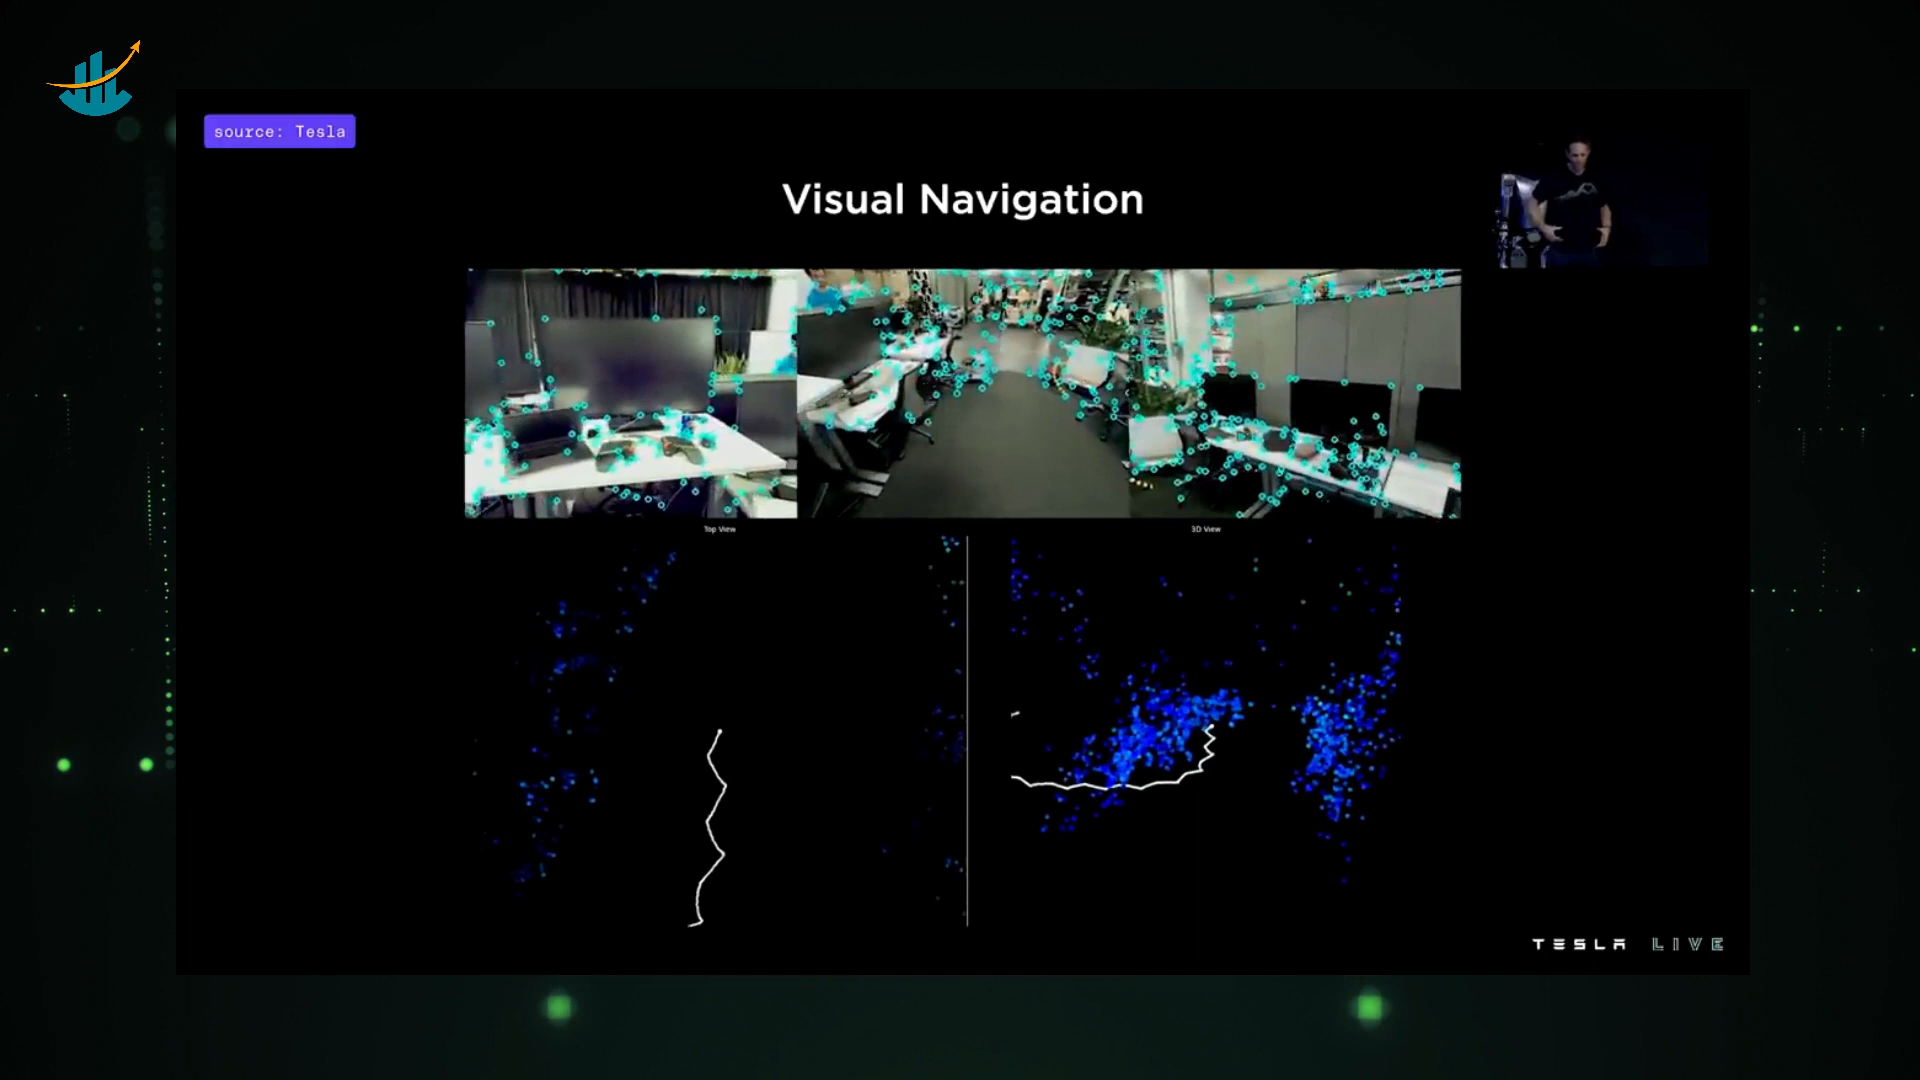 source: Tesla
Visual Navigation
Top View
3D View
TESLA LIVE